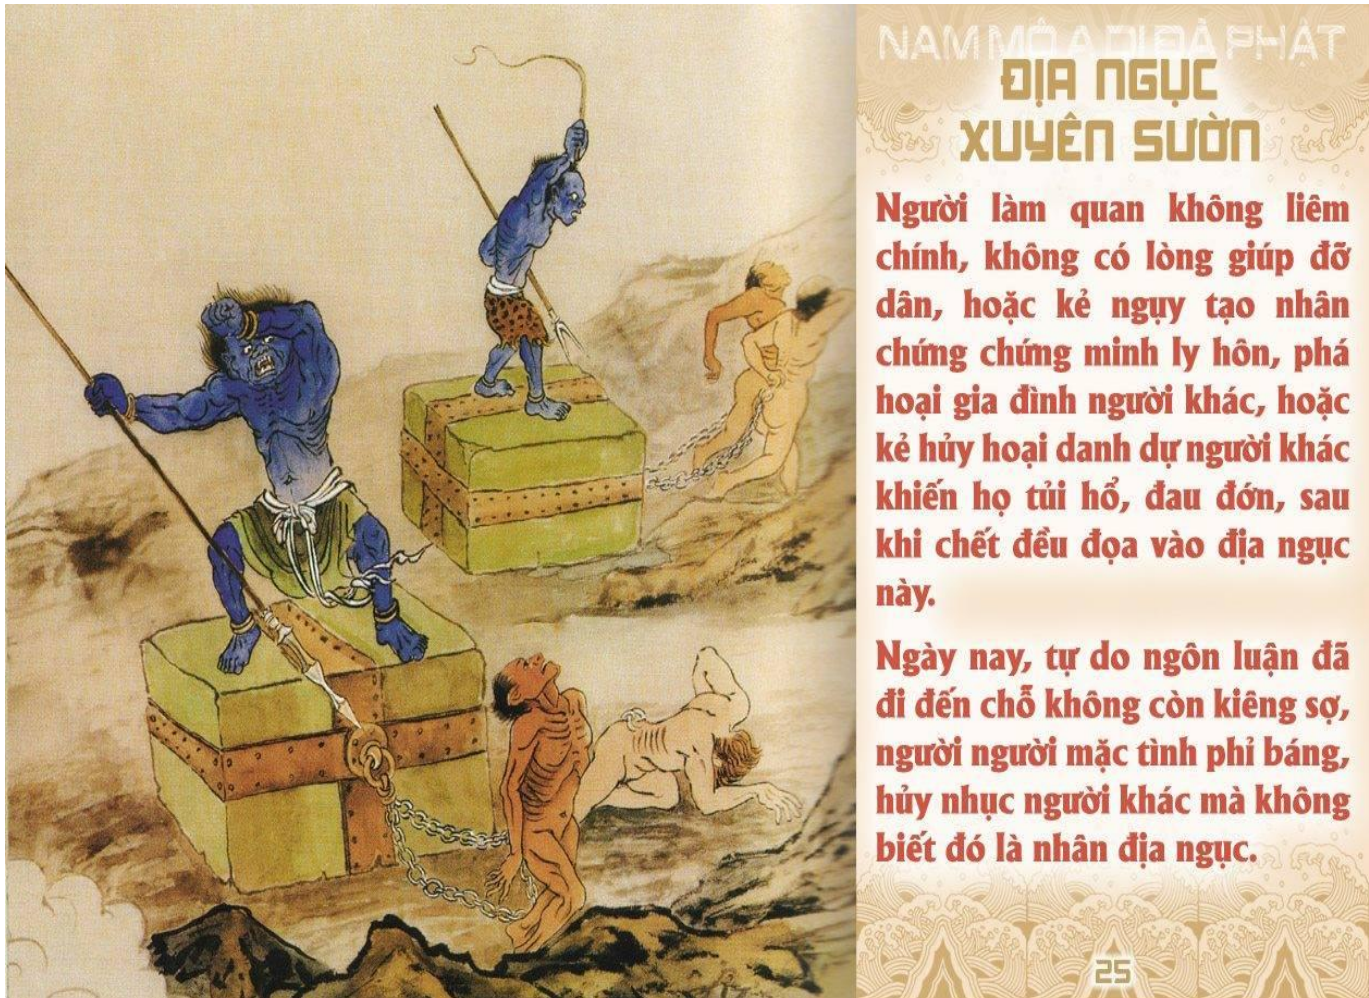 NAM MÔ A DI ĐÀ PHẬT
ĐỊA NGỤC
XUYÊN SƯỜN
Người làm quan không liêm
chính, không có lòng giúp đỡ
dân, hoặc kẻ ngụy tạo nhân
chứng chứng minh ly hôn, phá
hoại gia đình người khác, hoặc
kẻ hủy hoại danh dự người khác
khiến họ tủi hổ, đau đớn, sau
khi chết đều đọa vào địa ngục
này.
Ngày nay, tự do ngôn luận đã
đi đến chỗ không còn kiêng sợ,
người người mặc tình phỉ báng,
hủy nhục người khác mà không
biết đó là nhân địa ngục.
25